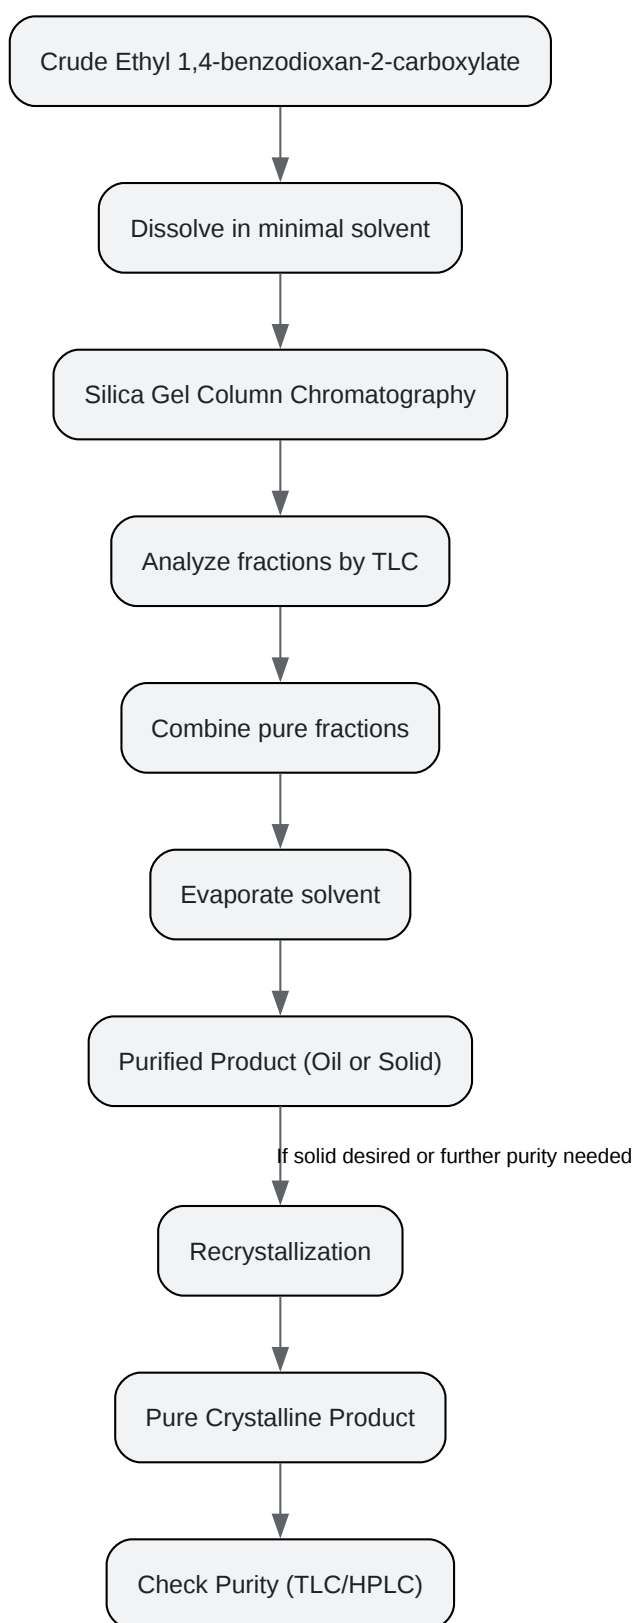 Crude Ethyl 1,4-benzodioxan-2-carboxylate
Dissolve in minimal solvent
Silica Gel Column Chromatography
Analyze fractions by TLC
Combine pure fractions
Evaporate solvent
Purified Product (Oil or Solid)
If solid desired or further purity needed
Recrystallization
Pure Crystalline Product
Check Purity (TLC/HPLC)